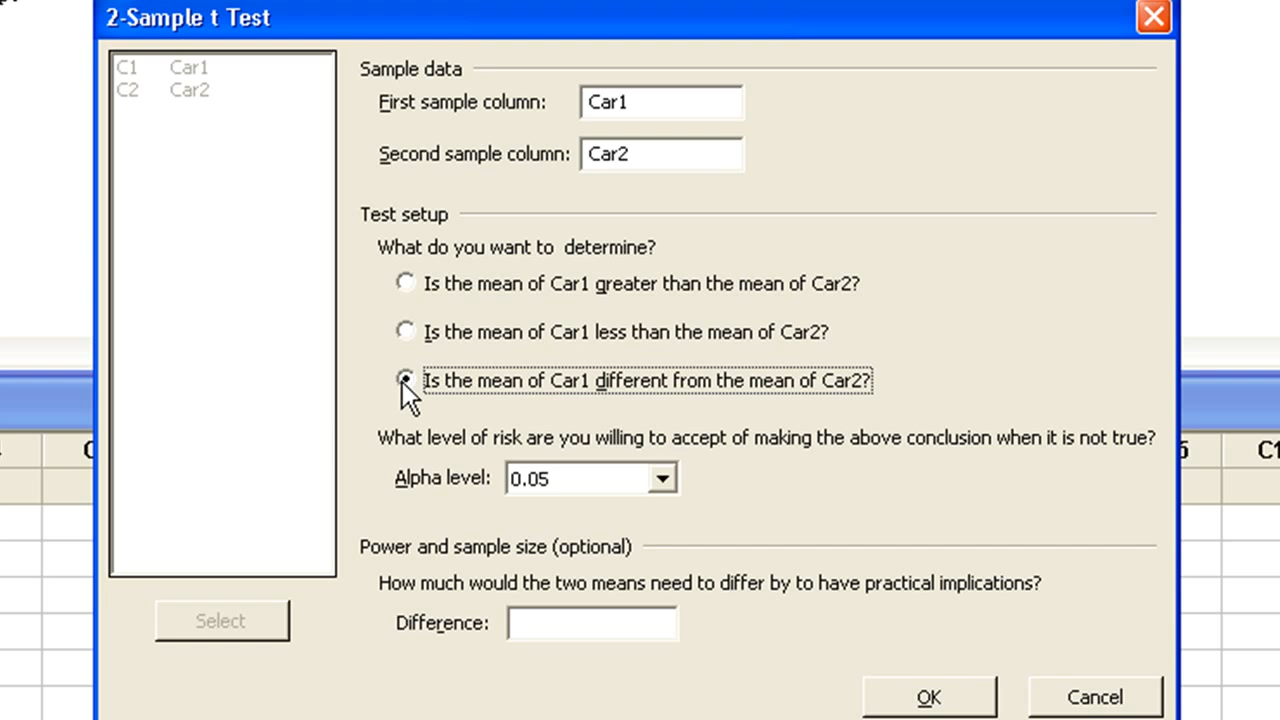 2-Sample t Test
C1 Car1
C2 Car2
Sample data
First sample column: Car1
Second sample column: Car2
Test setup
What do you want to determine?
Is the mean of Car1 greater than the mean of Car2?
Is the mean of Car1 less than the mean of Car2?
Is the mean of Car1 different from the mean of Car2?
What level of risk are you willing to accept of making the above conclusion when it is not true?
Alpha level: 0.05
Power and sample size (optional)
How much would the two means need to differ by to have practical implications?
Difference:
Select
OK Cancel